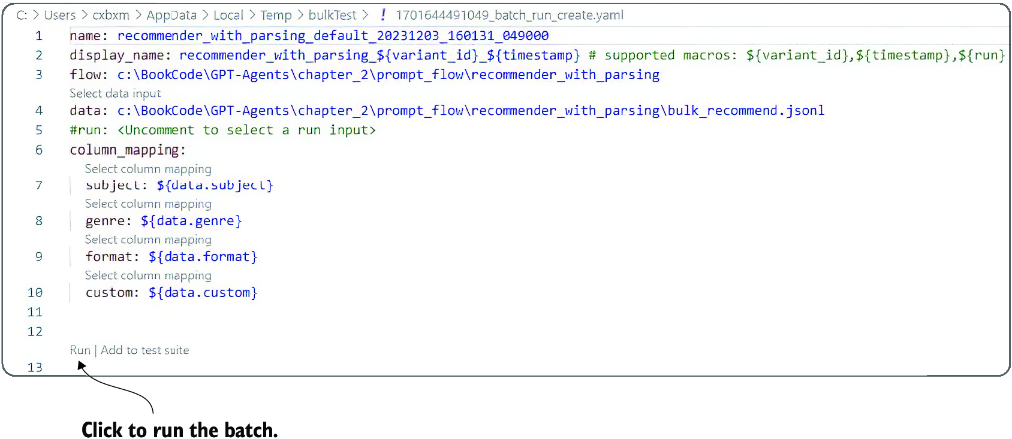 C: > Users > cxbxm > AppData > Local > Temp > bulkTest > ! 1701644491049_batch_run_create.yaml
1 name: recommender_with_parsing_default_20231203_160131_049000
2 display_name: recommender_with_parsing_${variant_id}_${timestamp} # supported macros: ${variant_id},${timestamp},${run}
3 flow: c:\BookCode\GPT-Agents\chapter_2\prompt_flow\recommender_with_parsing
Select data input
4 data: c:\BookCode\GPT-Agents\chapter_2\prompt_flow\recommender_with_parsing\bulk_recommend.jsonl
5 #run: <Uncomment to select a run input>
6 column_mapping:
Select column mapping
7 subject: ${data.subject}
Select column mapping
8 genre: ${data.genre}
Select column mapping
9 format: ${data.format}
Select column mapping
10 custom: ${data.custom}
11
12
Run | Add to test suite
13
Click to run the batch.